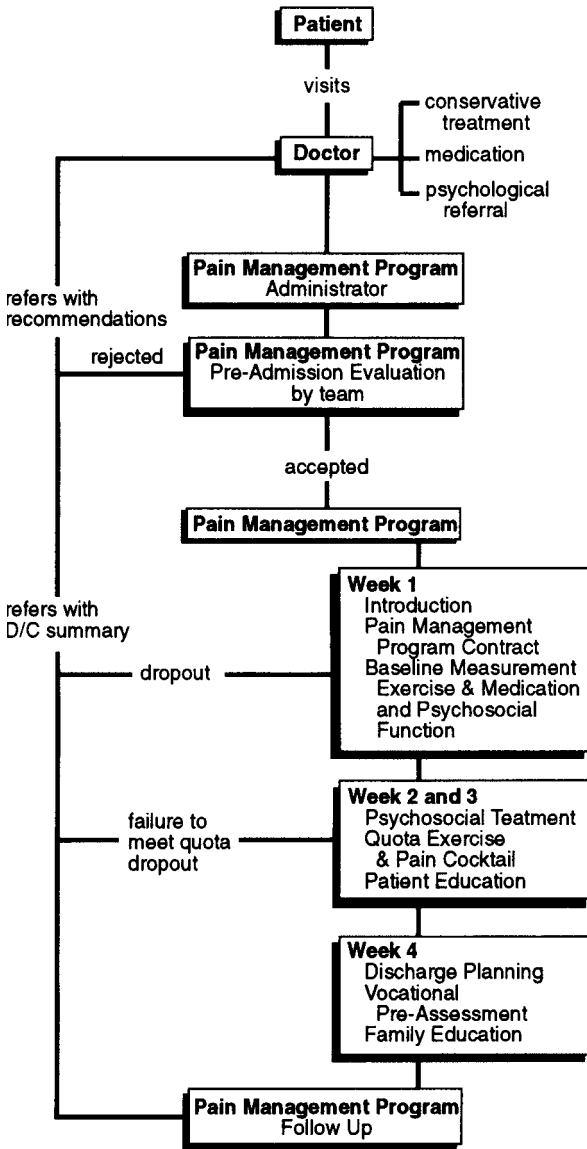 Patient
visits
conservative
treatment
Doctor
medication
psychological
referral
Pain Management Program
Administrator
refers with
recommendations
rejected
Pain Management Program
Pre-Admission Evaluation
by team
accepted
Pain Management Program
Week 1
Introduction
Pain Management
Program Contract
Baseline Measurement
Exercise & Medication
and Psychosocial
Function
refers with
D/C summary
dropout
Week 2 and 3
Psychosocial Teatment
Quota Exercise
& Pain Cocktail
Patient Education
failure to
meet quota
dropout
Week 4
Discharge Planning
Vocational
Pre-Assessment
Family Education
Pain Management Program
Follow Up